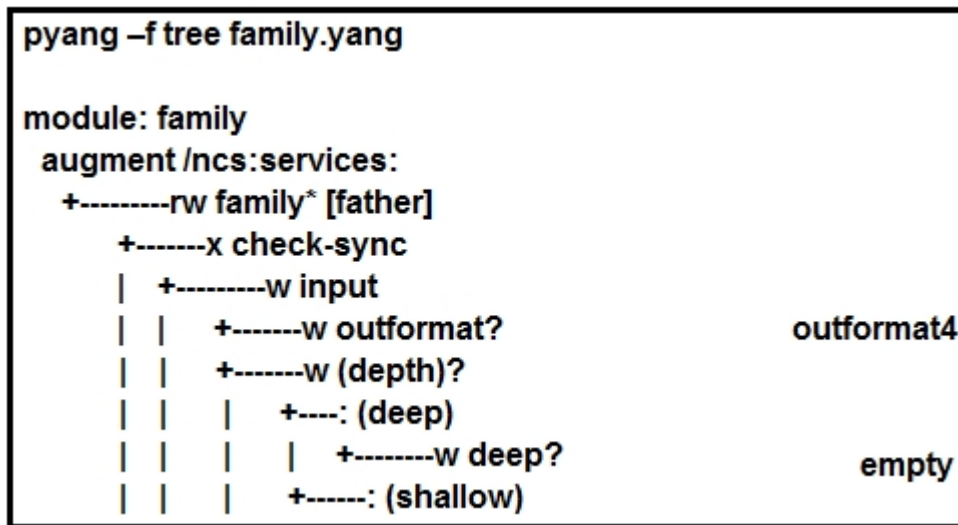 pyang –f tree family.yang
module: family
augment /ncs:services:
+---------rw family* [father]
+-------x check-sync
| +---------w input
| | +-------w outformat? outformat4
| | +-------w (depth)?
| | | +----: (deep)
| | | | +--------w deep? empty
| | | +------: (shallow)